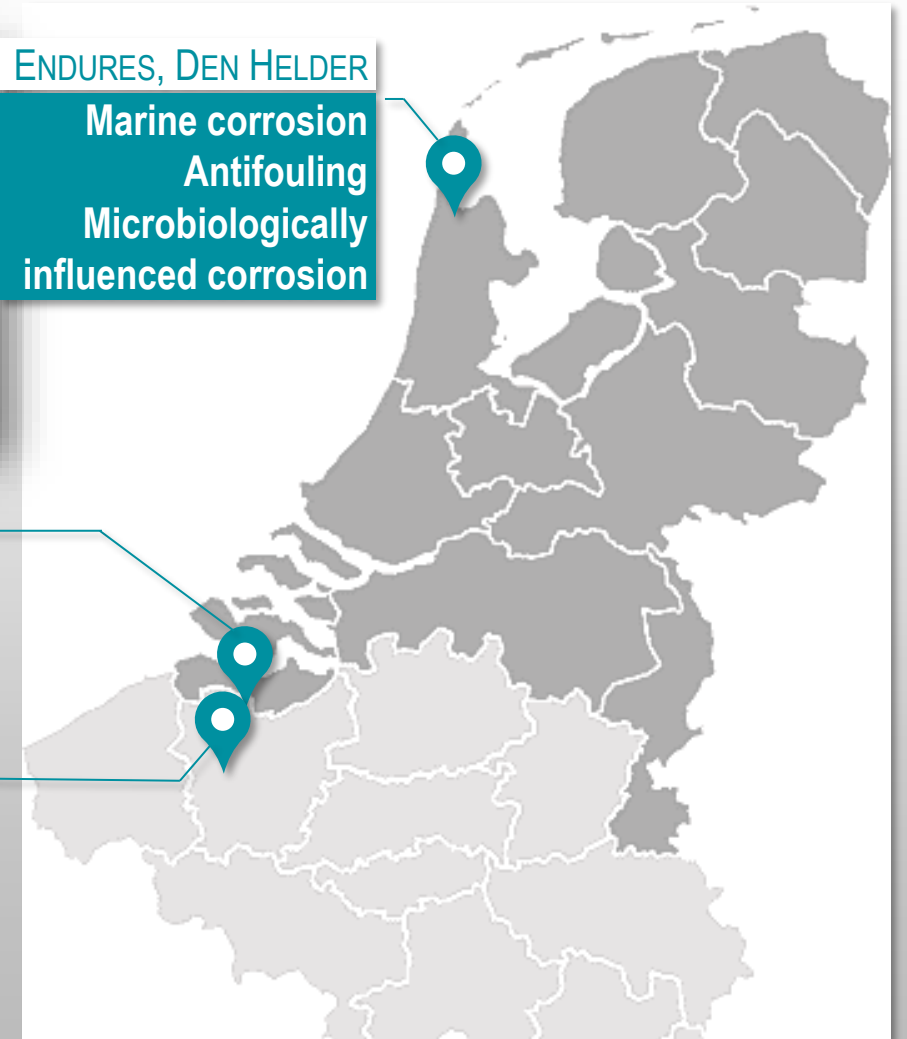 ENDURES, DEN HELDER
Marine corrosion
Antifouling
Microbiologically
influenced corrosion